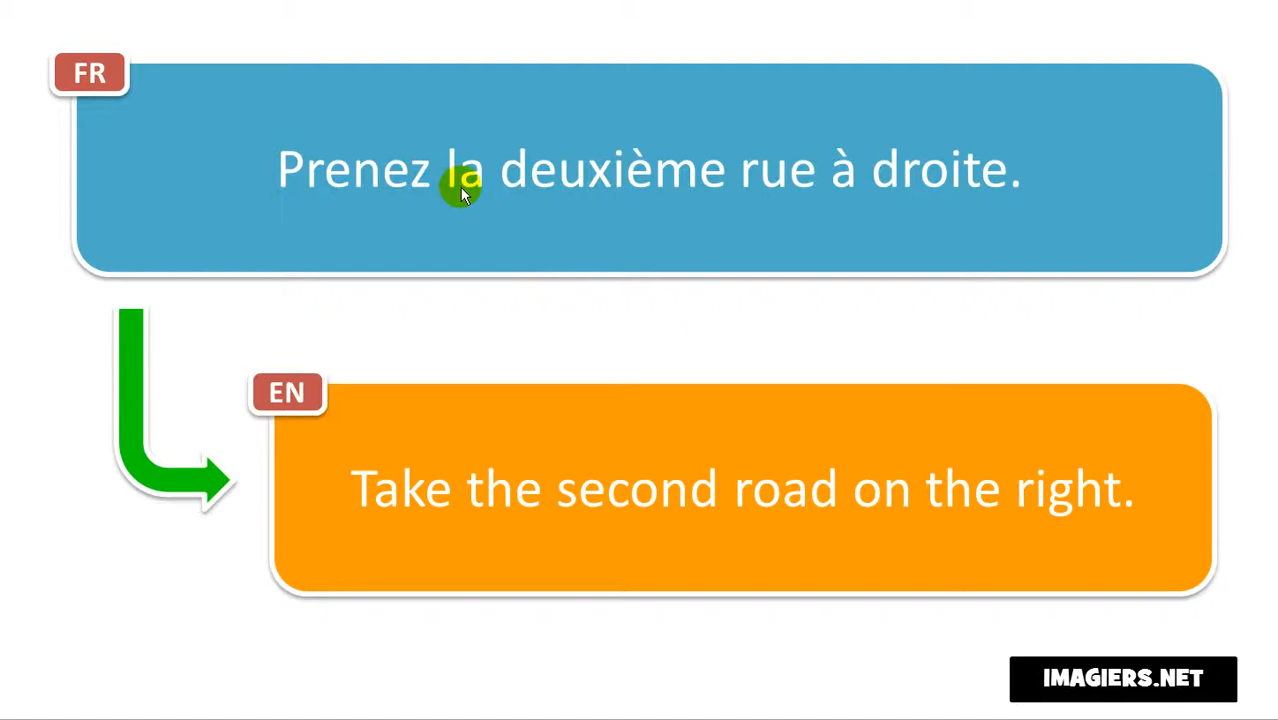 FR
Prenez la deuxième rue à droite.
EN
Take the second road on the right.
IMAGIERS.NET